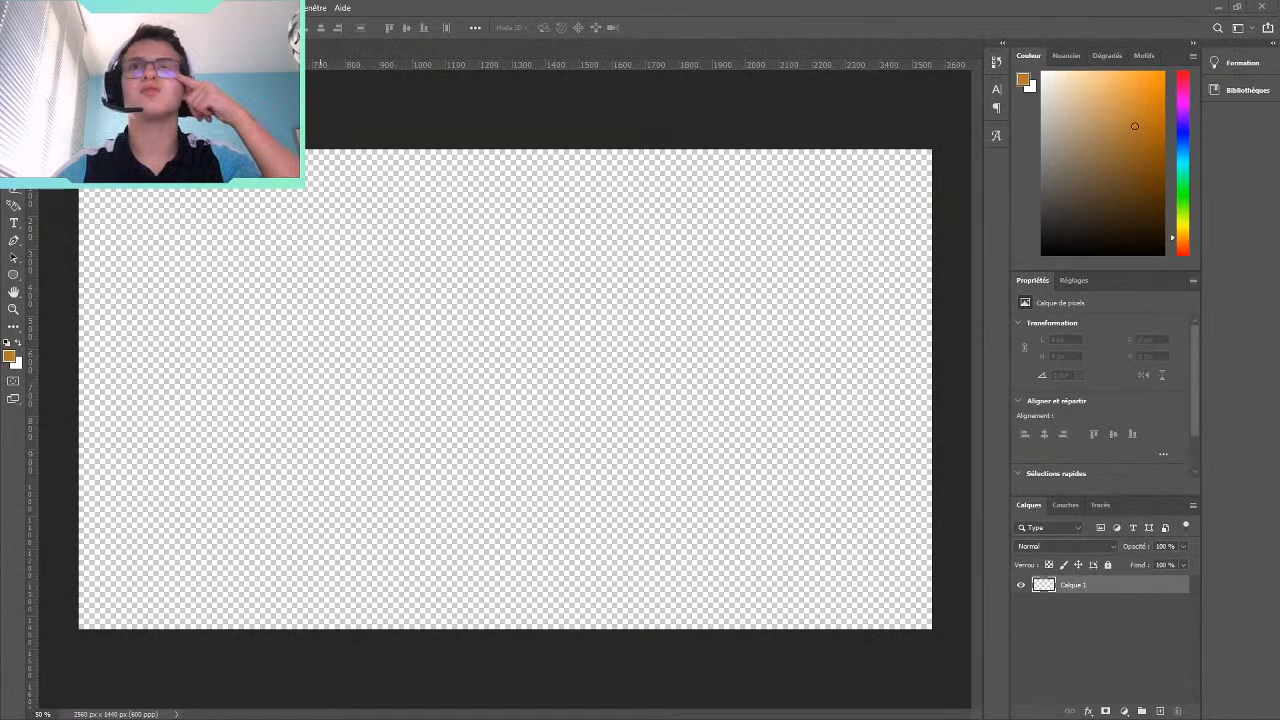 enêtre Aide
Mode 3D :
700 800 900 1000 1100 1200 1300 1400 1500 1600 1700 1800 1900 2000 2100 2200 2300 2400 2500 2600
Couleur Nuancier Dégradés Motifs
Formation
Bibliothèques
Propriétés Réglages
Calque de pixels
Transformation
Aligner et répartir
Alignement :
Sélections rapides
Calques Couches Tracés
Type
Normal Opacité : 100 %
Verrou : Fond : 100 %
Calque 1
50 % 2560 px x 1440 px (600 ppp)